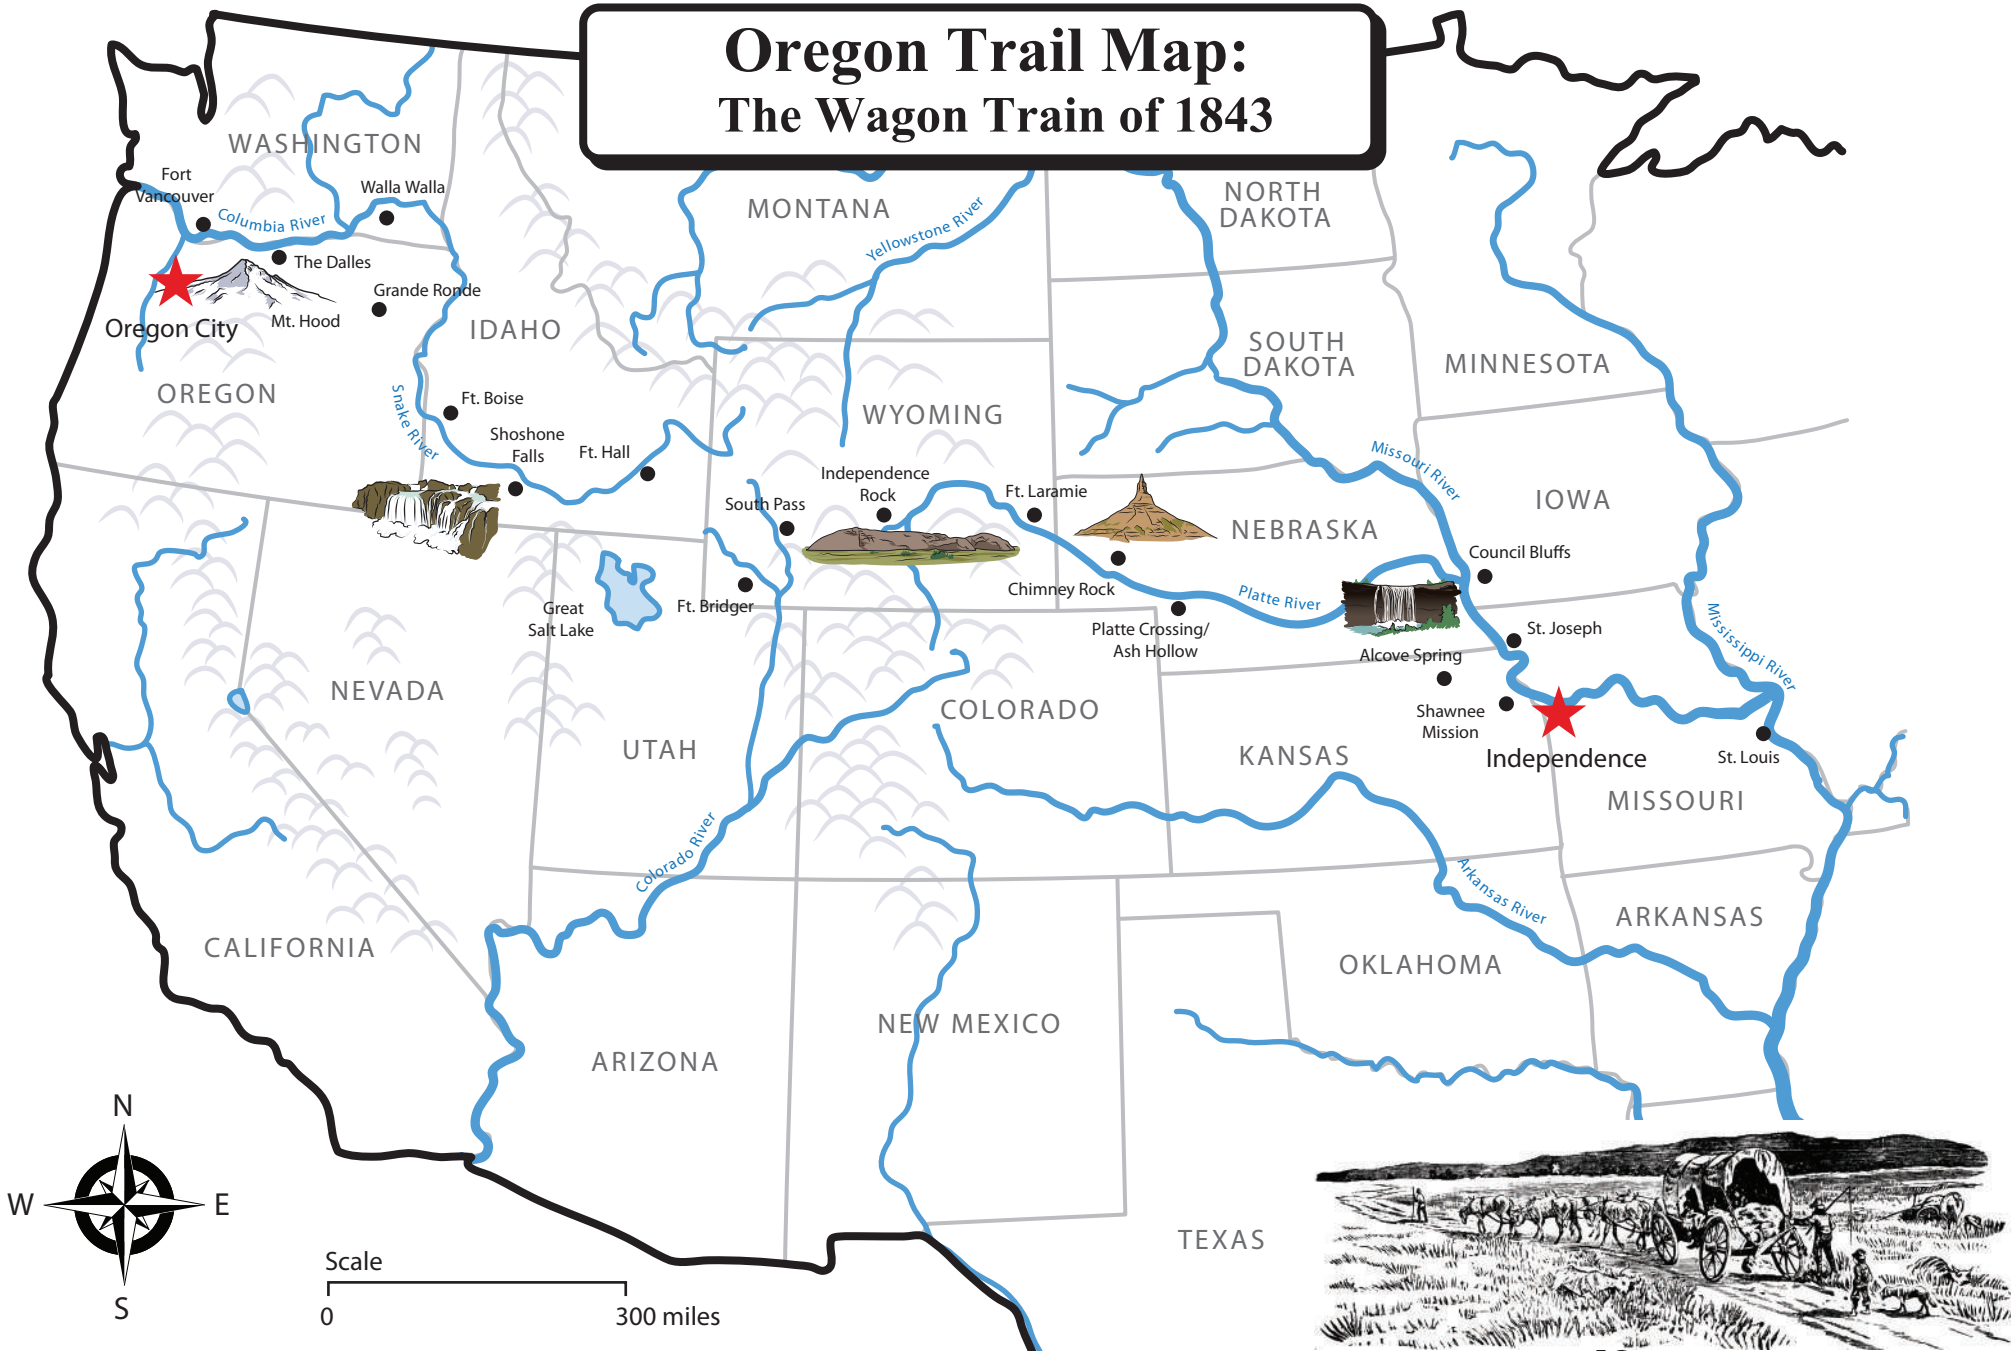 Oregon Trail Map:
The Wagon Train of 1843
WASHINGTON
Fort
Vancouver
Walla Walla
Columbia River
The Dalles
Grande Ronde
Mt. Hood
Oregon City
OREGON
IDAHO
MONTANA
Yellowstone River
NORTH
DAKOTA
SOUTH
DAKOTA
MINNESOTA
Snake River
Ft. Boise
Shoshone
Falls
Ft. Hall
WYOMING
Independence
Rock
South Pass
Ft. Laramie
Missouri River
IOWA
NEBRASKA
Council Bluffs
Chimney Rock
Platte River
Great
Salt Lake
Ft. Bridger
Platte Crossing/
Ash Hollow
St. Joseph
Alcove Spring
Mississippi River
NEVADA
UTAH
COLORADO
Shawnee
Mission
KANSAS
Independence
St. Louis
MISSOURI
Colorado River
Arkansas River
ARKANSAS
CALIFORNIA
OKLAHOMA
NEW MEXICO
ARIZONA
TEXAS
N
W
E
S
Scale
0
300 miles